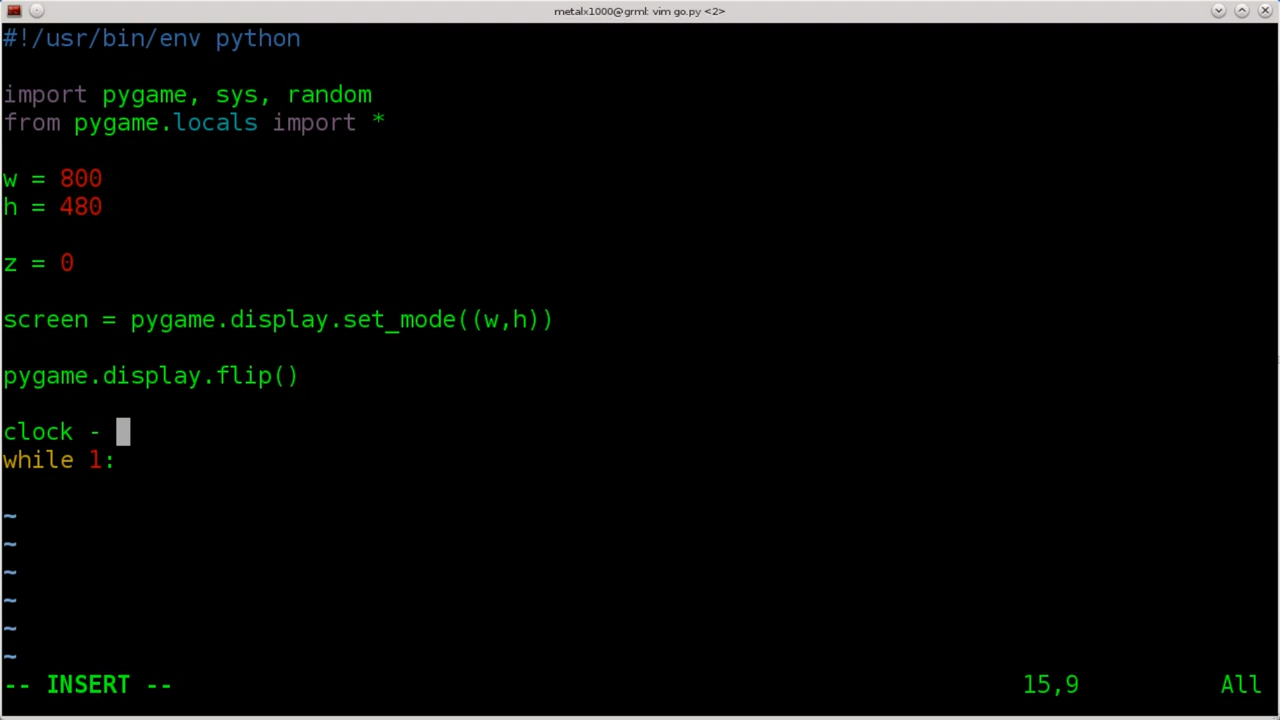 metalx1000@grml: vim go.py <2>
#!/usr/bin/env python
import pygame, sys, random
from pygame.locals import *
w = 800
h = 480
z = 0
screen = pygame.display.set_mode((w,h))
pygame.display.flip()
clock -
while 1:
~
~
~
~
~
~
-- INSERT -- 15,9 All